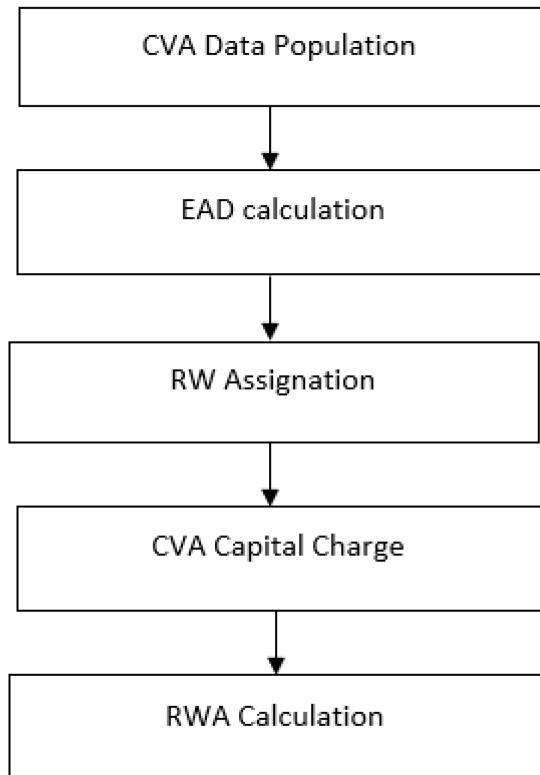 CVA Data Population
EAD calculation
RW Assignation
CVA Capital Charge
RWA Calculation